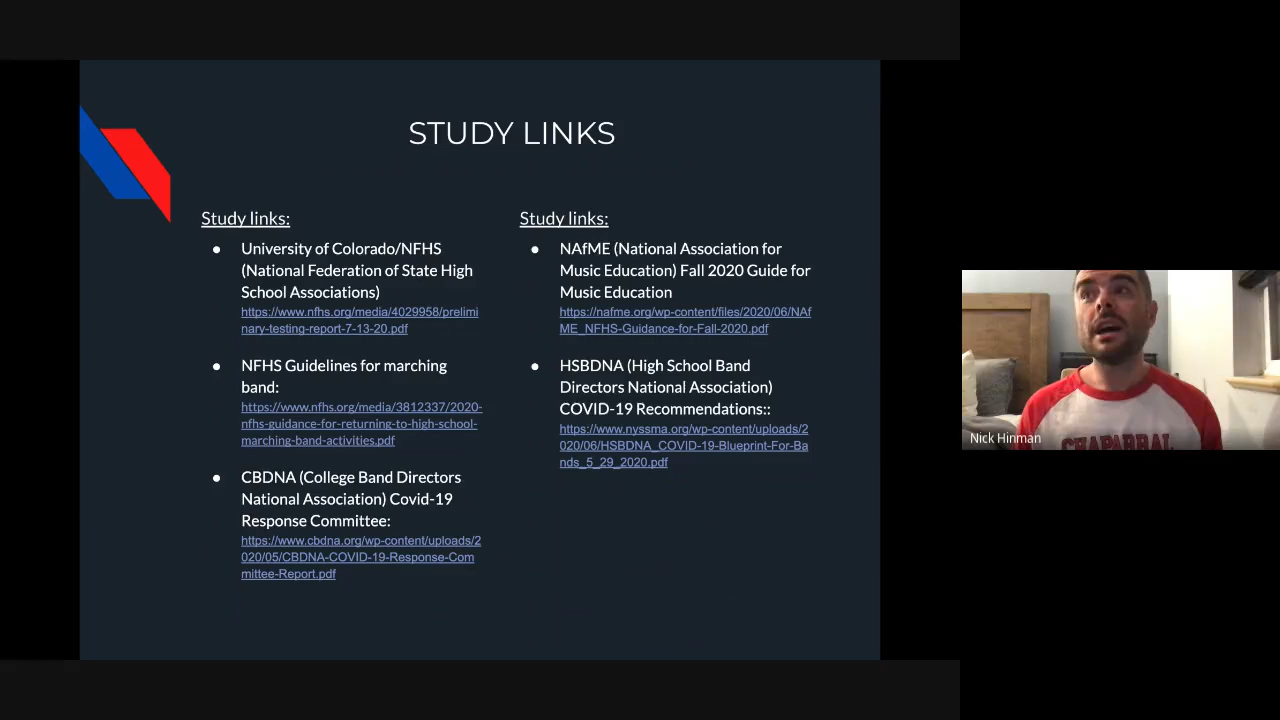 STUDY LINKS
Study links:
University of Colorado/NFHS
(National Federation of State High
School Associations)
https://www.nfhs.org/media/4029958/prelimi
nary-testing-report-7-13-20.pdf
NFHS Guidelines for marching
band:
https://www.nfhs.org/media/3812337/2020-
nfhs-guidance-for-returning-to-high-school-
marching-band-activities.pdf
CBDNA (College Band Directors
National Association) Covid-19
Response Committee:
https://www.cbdna.org/wp-content/uploads/2
020/05/CBDNA-COVID-19-Response-Com
mittee-Report.pdf
Study links:
NAfME (National Association for
Music Education) Fall 2020 Guide for
Music Education
https://nafme.org/wp-content/files/2020/06/NAf
ME_NFHS-Guidance-for-Fall-2020.pdf
HSBDNA (High School Band
Directors National Association)
COVID-19 Recommendations::
https://www.nyssma.org/wp-content/uploads/2
020/06/HSBDNA_COVID-19-Blueprint-For-Ba
nds_5_29_2020.pdf
CHAPARRAL
Nick Hinman